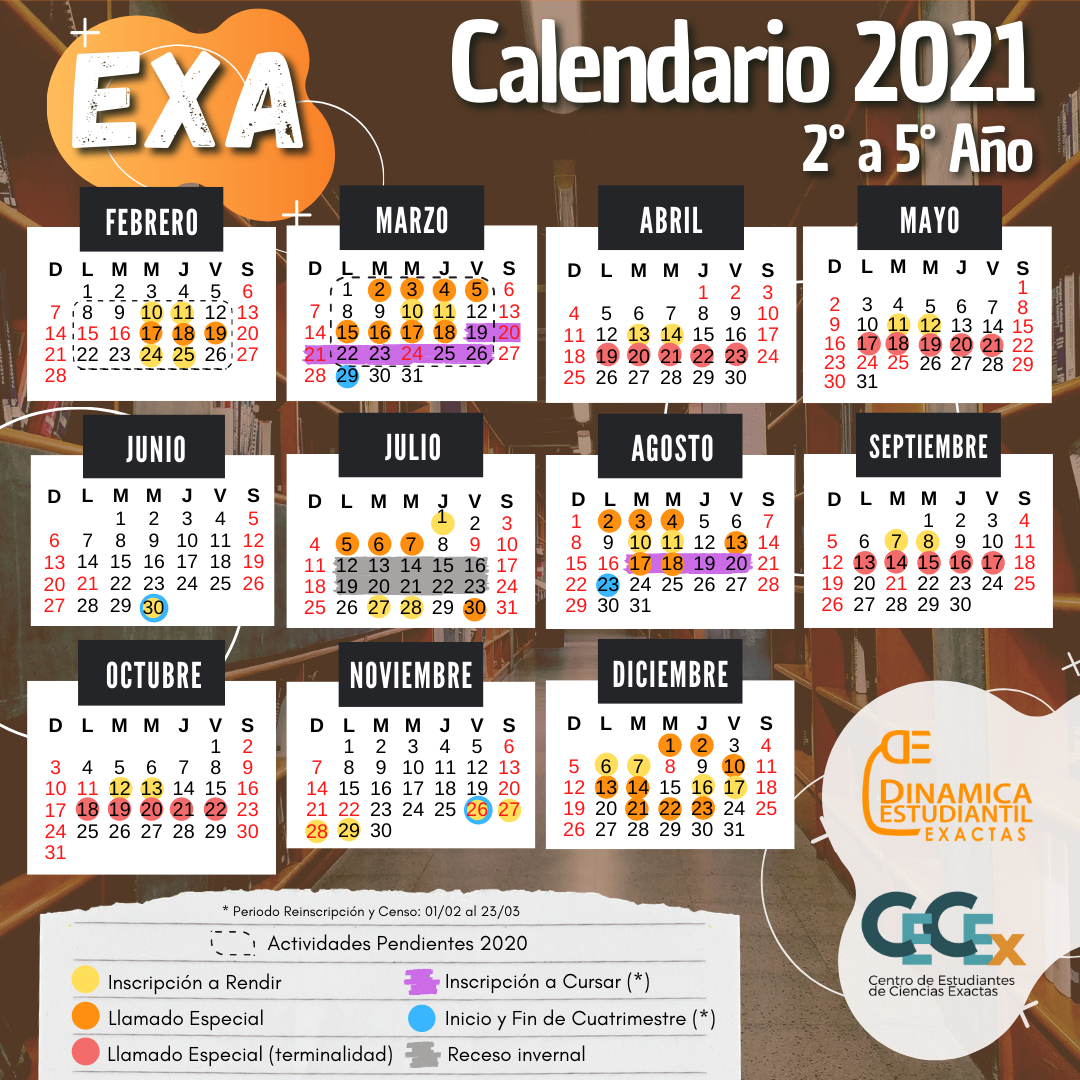 EXA
Calendario 2021
2° a 5° Año
FEBRERO
D L M M J V S
1 2 3 4 5 6
7 8 9 10 11 12 13
14 15 16 17 18 19 20
21 22 23 24 25 26 27
28
MARZO
D L M M J V S
1 2 3 4 5 6
7 8 9 10 11 12 13
14 15 16 17 18 19 20
21 22 23 24 25 26 27
28 29 30 31
ABRIL
D L M M J V S
1 2 3
4 5 6 7 8 9 10
11 12 13 14 15 16 17
18 19 20 21 22 23 24
25 26 27 28 29 30
MAYO
D L M M J V S
1
2 3 4 5 6 7 8
9 10 11 12 13 14 15
16 17 18 19 20 21 22
23 24 25 26 27 28 29
30 31
JUNIO
D L M M J V S
1 2 3 4 5
6 7 8 9 10 11 12
13 14 15 16 17 18 19
20 21 22 23 24 25 26
27 28 29 30
JULIO
D L M M J V S
1 2 3
4 5 6 7 8 9 10
11 12 13 14 15 16 17
18 19 20 21 22 23 24
25 26 27 28 29 30 31
AGOSTO
D L M M J V S
1 2 3 4 5 6 7
8 9 10 11 12 13 14
15 16 17 18 19 20 21
22 23 24 25 26 27 28
29 30 31
SEPTIEMBRE
D L M M J V S
1 2 3 4
5 6 7 8 9 10 11
12 13 14 15 16 17 18
19 20 21 22 23 24 25
26 27 28 29 30
OCTUBRE
D L M M J V S
1 2
3 4 5 6 7 8 9
10 11 12 13 14 15 16
17 18 19 20 21 22 23
24 25 26 27 28 29 30
31
NOVIEMBRE
D L M M J V S
1 2 3 4 5 6
7 8 9 10 11 12 13
14 15 16 17 18 19 20
21 22 23 24 25 26 27
28 29 30
DICIEMBRE
D L M M J V S
1 2 3 4
5 6 7 8 9 10 11
12 13 14 15 16 17 18
19 20 21 22 23 24 25
26 27 28 29 30 31
DE
DINAMICA
ESTUDIANTIL
EXACTAS
CECEx
Centro de Estudiantes
de Ciencias Exactas
* Periodo Reinscripción y Censo: 01/02 al 23/03
Actividades Pendientes 2020
Inscripción a Rendir
Inscripción a Cursar (*)
Llamado Especial
Inicio y Fin de Cuatrimestre (*)
Llamado Especial (terminalidad)
Receso invernal